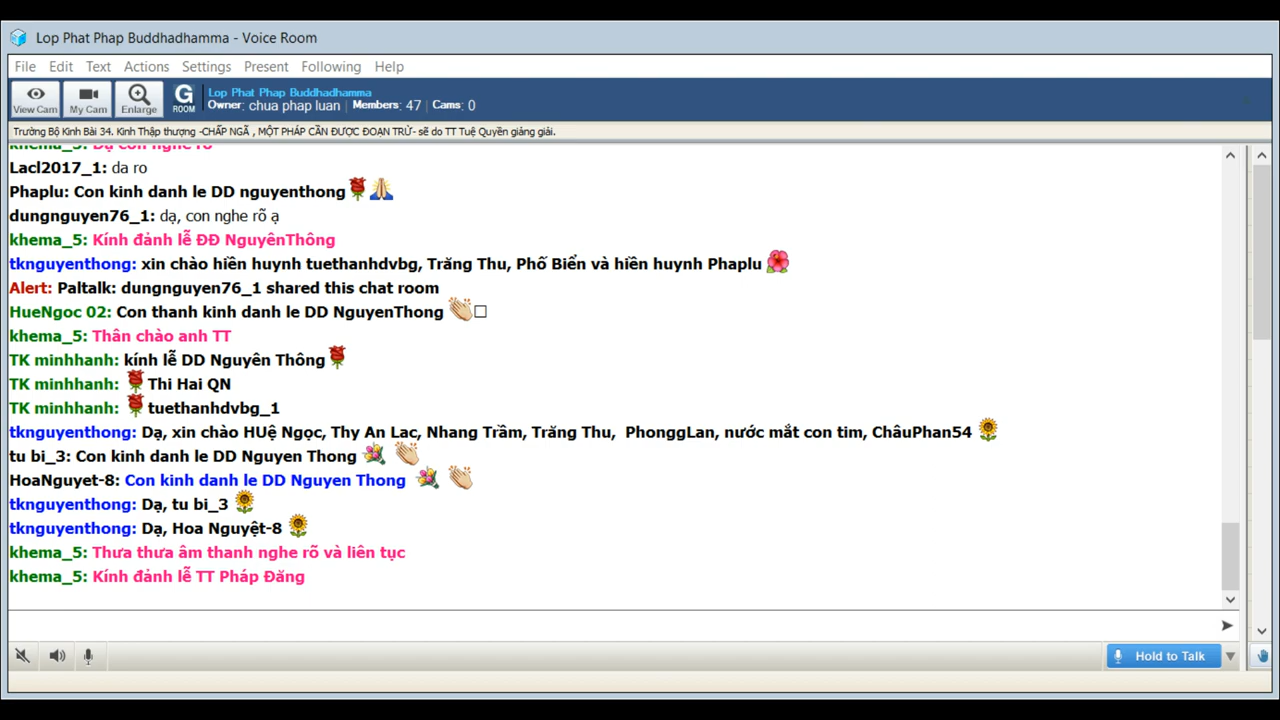 Lop Phat Phap Buddhadhamma - Voice Room
File Edit Text Actions Settings Present Following Help
View Cam My Cam Enlarge G ROOM Lop Phat Phap Buddhadhamma
Owner: chua phap luan | Members: 47 | Cams: 0
Trường Bộ Kinh Bài 34. Kinh Thập thượng -CHẤP NGÃ , MỘT PHÁP CẦN ĐƯỢC ĐOẠN TRỪ- sẽ do TT Tuệ Quyền giảng giải.
khema_5: Dạ con nghe rõ
Lacl2017_1: da ro
Phaplu: Con kinh danh le DD nguyenthong
dungnguyen76_1: dạ, con nghe rõ ạ
khema_5: Kính đảnh lễ ĐĐ NguyênThông
tknguyenthong: xin chào hiền huynh tuethanhdvbg, Trăng Thu, Phố Biển và hiền huynh Phaplu
Alert: Paltalk: dungnguyen76_1 shared this chat room
HueNgoc 02: Con thanh kinh danh le DD NguyenThong
khema_5: Thân chào anh TT
TK minhhanh: kính lễ DD Nguyên Thông
TK minhhanh: Thi Hai QN
TK minhhanh: tuethanhdvbg_1
tknguyenthong: Dạ, xin chào HUệ Ngọc, Thy An Lac, Nhang Trầm, Trăng Thu, PhonggLan, nước mắt con tim, ChâuPhan54
tu bi_3: Con kinh danh le DD Nguyen Thong
HoaNguyet-8: Con kinh danh le DD Nguyen Thong
tknguyenthong: Dạ, tu bi_3
tknguyenthong: Dạ, Hoa Nguyệt-8
khema_5: Thưa thưa âm thanh nghe rõ và liên tục
khema_5: Kính đảnh lễ TT Pháp Đăng
Hold to Talk